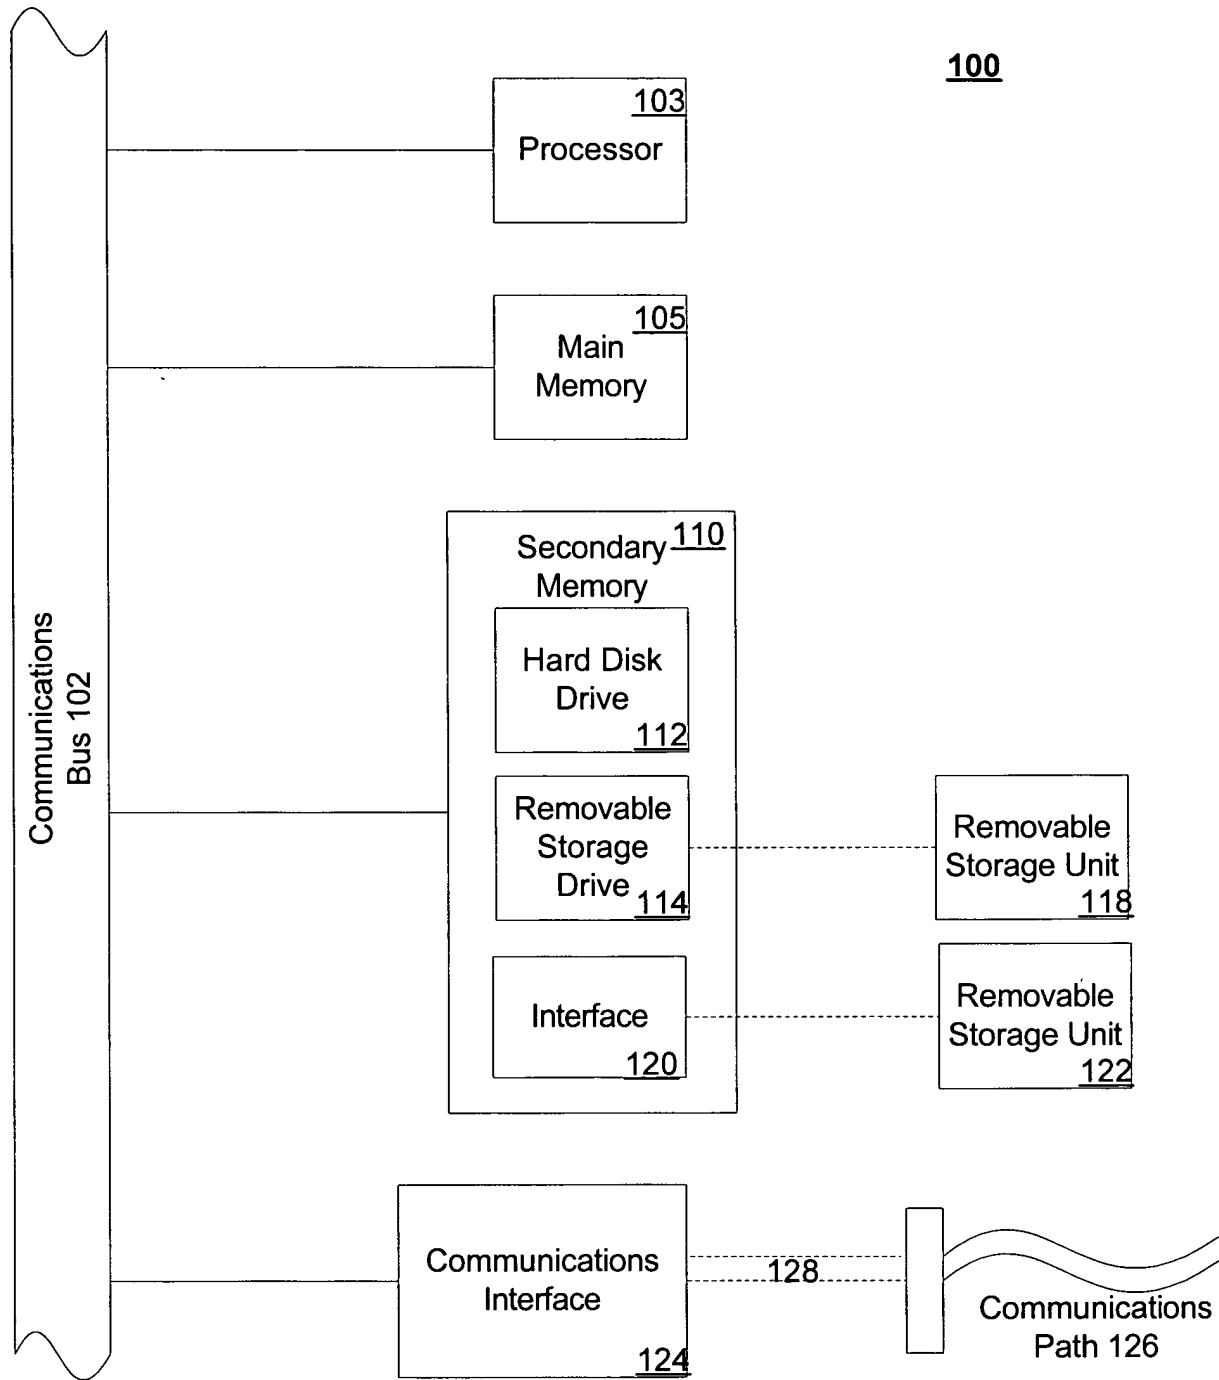 100
103
Processor
105
Main
Memory
110
Secondary
Memory
Hard Disk
Drive
112
Removable
Storage
Drive
114
Removable
Storage Unit
118
Interface
120
Removable
Storage Unit
122
Communications
Bus 102
Communications
Interface
124
128
Communications
Path 126